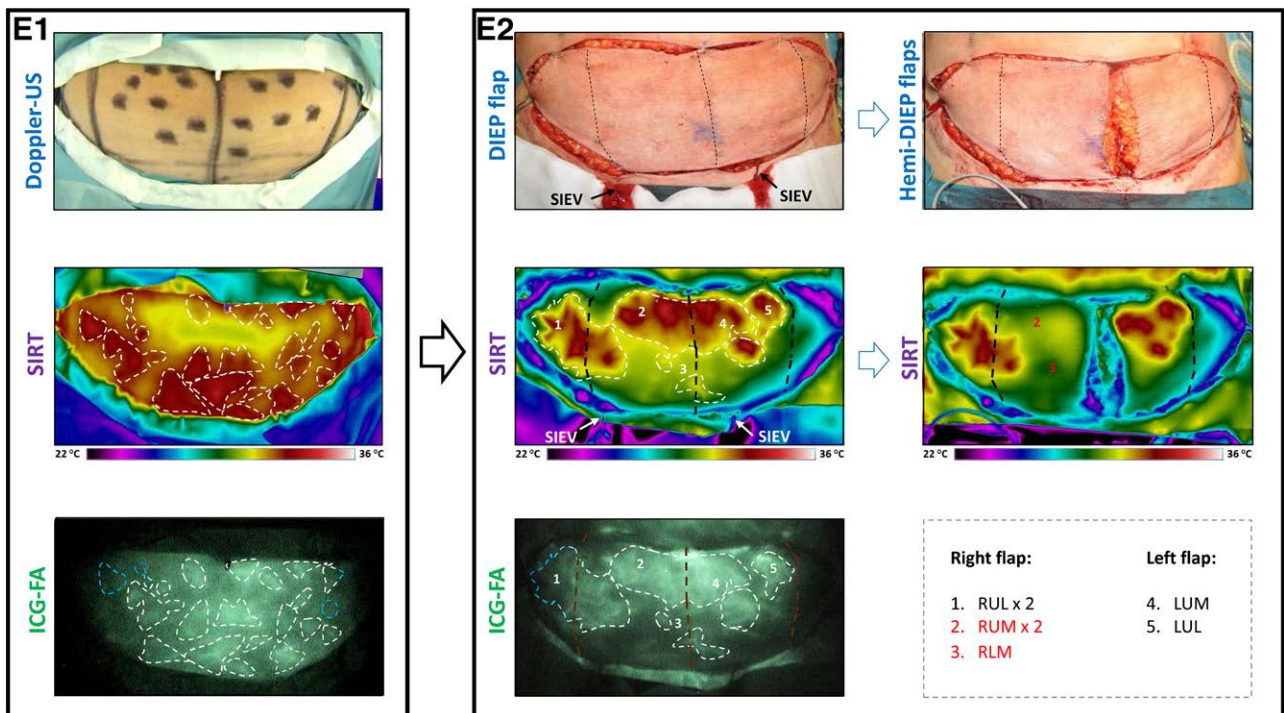 E1
E2
Doppler-US
DIEP flap
SIEV
SIEV
Hemi-DIEP flaps
SIRT
22 °C
36 °C
SIRT
1
2
3
4
5
SIEV
SIEV
22 °C
36 °C
SIRT
2
3
22 °C
36 °C
ICG-FA
ICG-FA
1
2
3
4
5
Right flap:
1. RUL x 2
2. RUM x 2
3. RLM
Left flap:
4. LUM
5. LUL